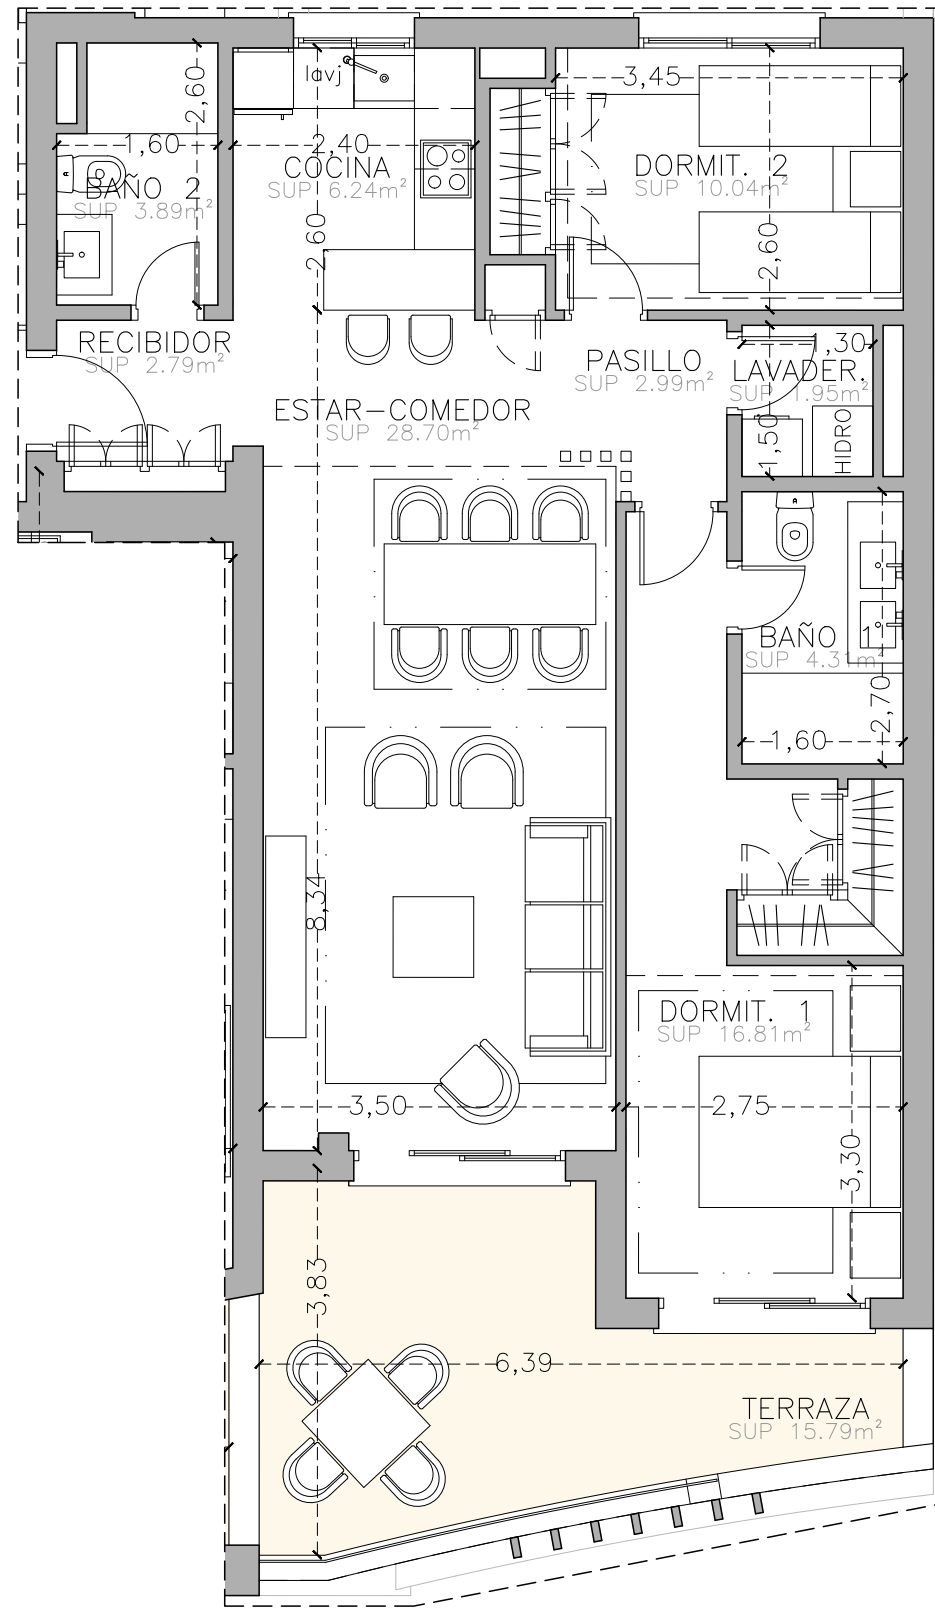 3,45
2,60
lavj
1,60
2,40
COCINA
SUP 6.24m²
DORMIT. 2
SUP 10.04m²
BAÑO 2
SUP 3.89m²
2,60
2,60
RECIBIDOR
SUP 2.79m²
1,30
PASILLO
SUP 2.99m²
LAVADER.
SUP 1.95m²
ESTAR-COMEDOR
SUP 28.70m²
1,50
HIDRO
BAÑO 1
SUP 4.31m²
2,70
1,60
8,34
DORMIT. 1
SUP 16.81m²
3,50
2,75
3,30
3,83
6,39
TERRAZA
SUP 15.79m²